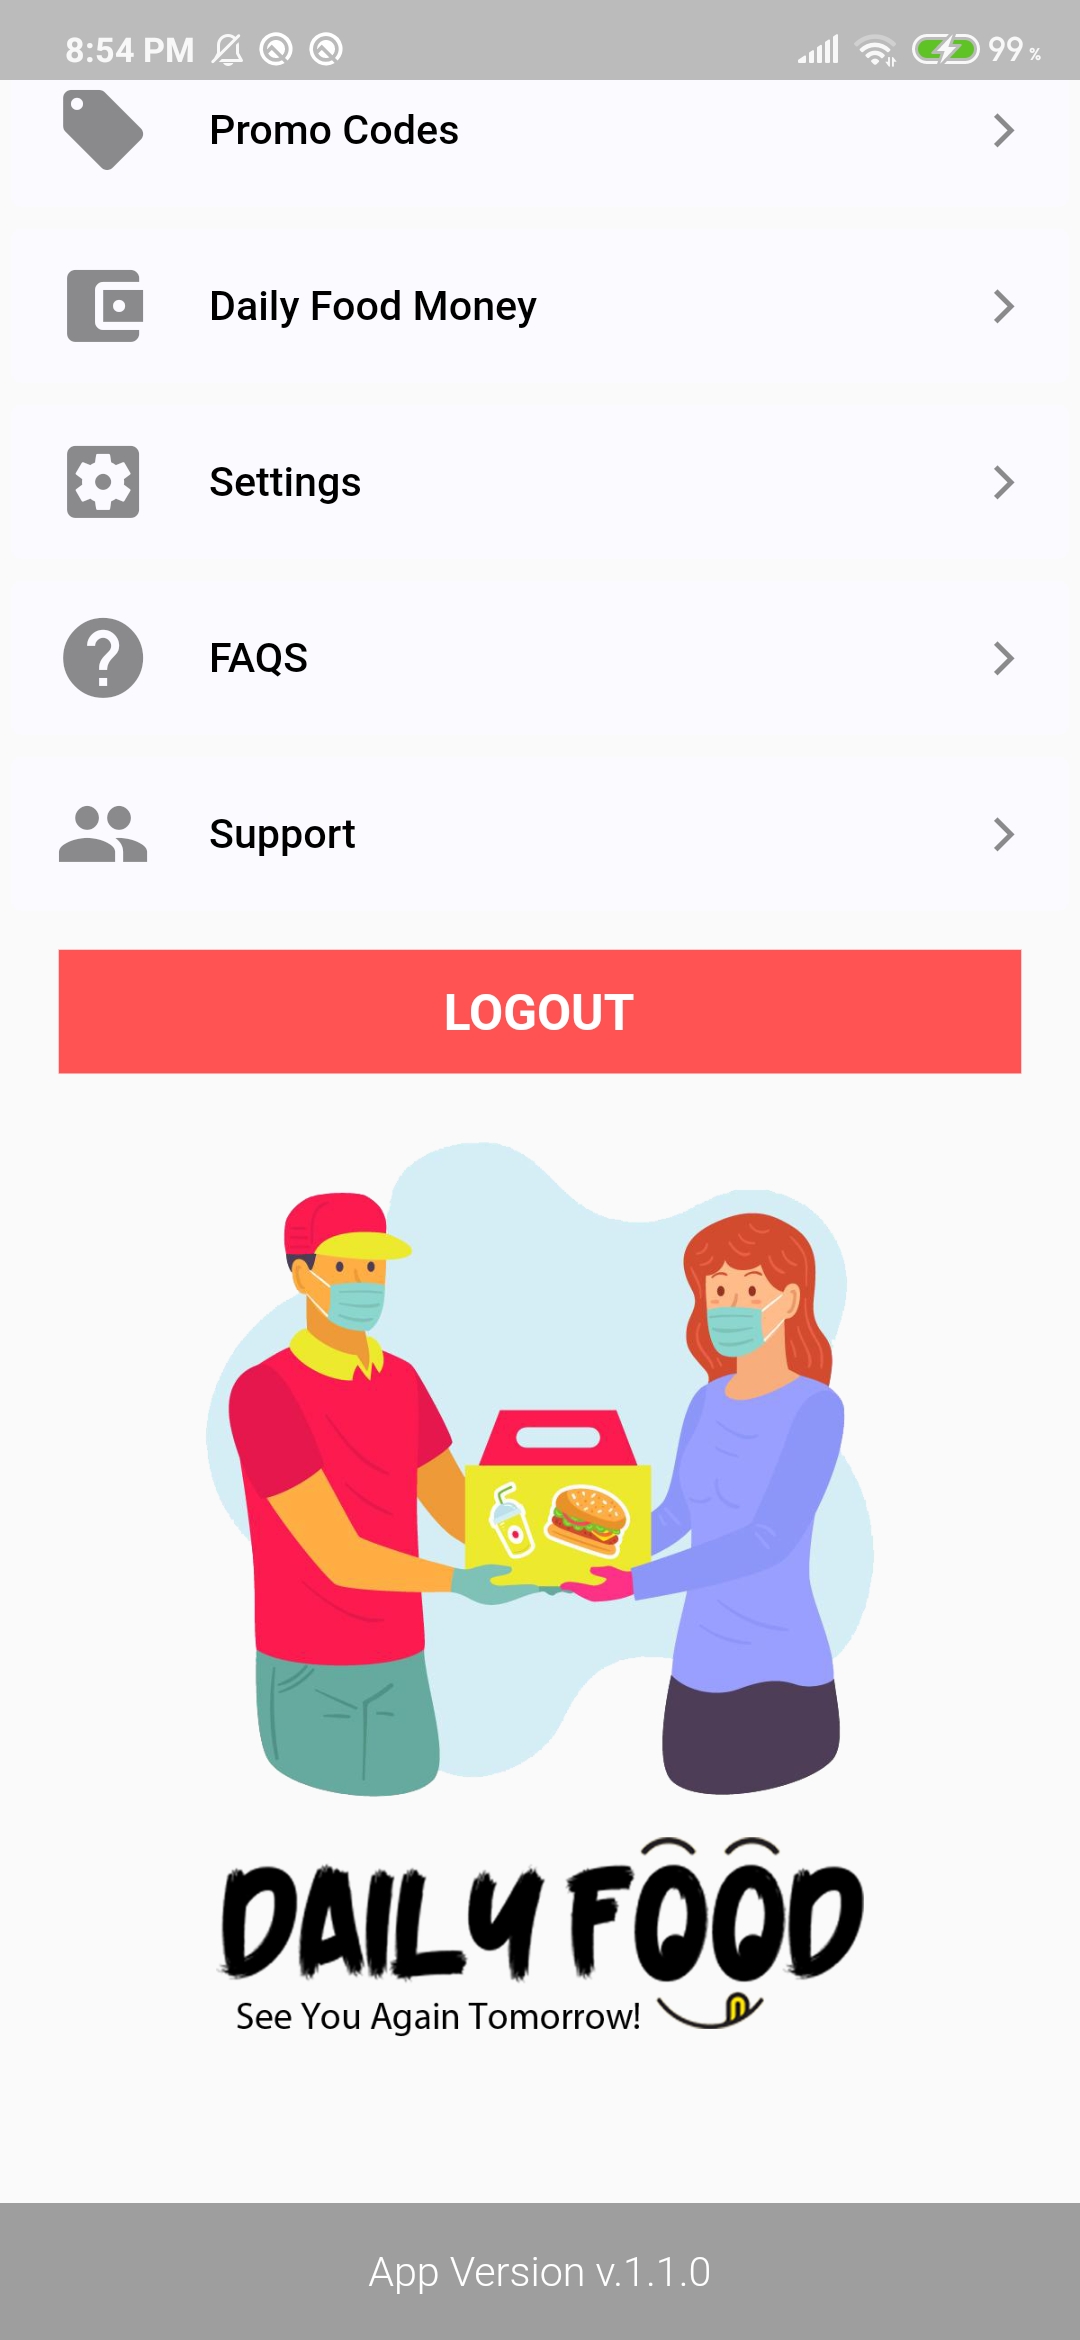 8:54 PM 99 %
Promo Codes
Daily Food Money
Settings
FAQS
Support
LOGOUT
DAILY FOOD
See You Again Tomorrow!
App Version v.1.1.0